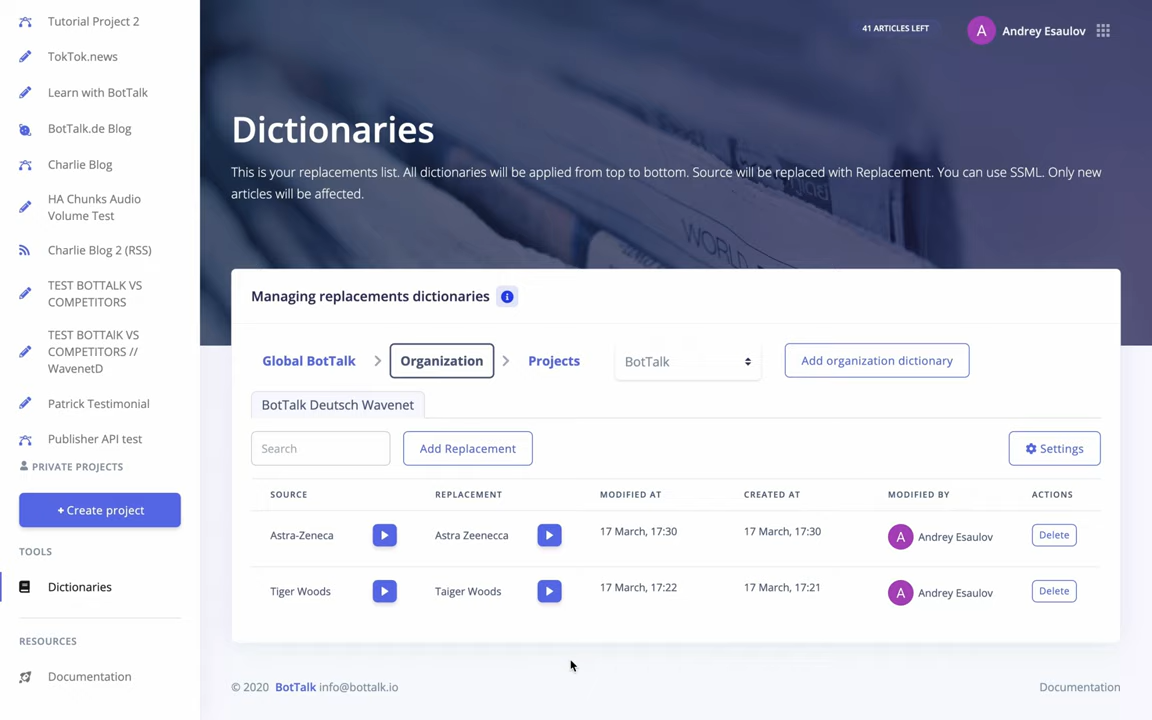 Tutorial Project 2
TokTok.news
Learn with BotTalk
BotTalk.de Blog
Charlie Blog
HA Chunks Audio
Volume Test
Charlie Blog 2 (RSS)
TEST BOTTALK VS
COMPETITORS
TEST BOTTAlK VS
COMPETITORS //
WavenetD
Patrick Testimonial
Publisher API test
PRIVATE PROJECTS
+ Create project
TOOLS
Dictionaries
RESOURCES
Documentation
41 ARTICLES LEFT
A
Andrey Esaulov
Dictionaries
This is your replacements list. All dictionaries will be applied from top to bottom. Source will be replaced with Replacement. You can use SSML. Only new
articles will be affected.
WORLD
Managing replacements dictionaries
Global BotTalk > Organization > Projects BotTalk Add organization dictionary
BotTalk Deutsch Wavenet
Search Add Replacement Settings
SOURCE REPLACEMENT MODIFIED AT CREATED AT MODIFIED BY ACTIONS
Astra-Zeneca Astra Zeenecca 17 March, 17:30 17 March, 17:30 A Andrey Esaulov Delete
Tiger Woods Taiger Woods 17 March, 17:22 17 March, 17:21 A Andrey Esaulov Delete
© 2020 BotTalk info@bottalk.io Documentation